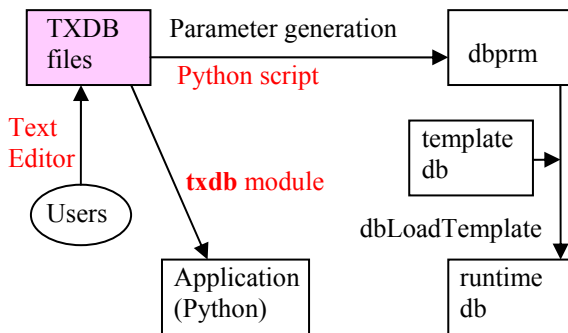 TXDB
files
Parameter generation
Python script
dbprm
Text
Editor
template
db
txdb module
Users
dbLoadTemplate
Application
(Python)
runtime
db